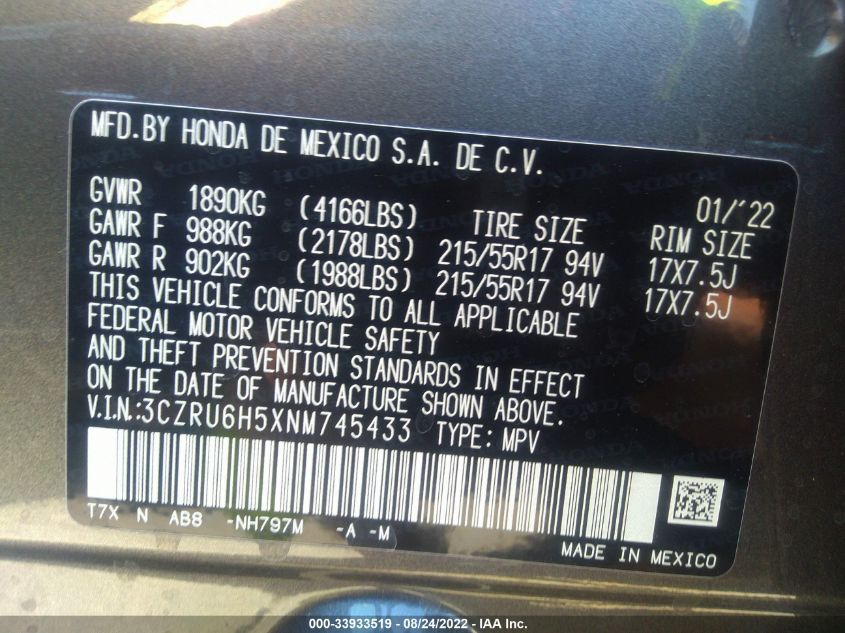 MFD.BY HONDA DE MEXICO S.A. DE C.V.
01/'22
GVWR 1890KG (4166LBS) TIRE SIZE RIM SIZE
GAWR F 988KG (2178LBS) 215/55R17 94V 17X7.5J
GAWR R 902KG (1988LBS) 215/55R17 94V 17X7.5J
THIS VEHICLE CONFORMS TO ALL APPLICABLE
FEDERAL MOTOR VEHICLE SAFETY
AND THEFT PREVENTION STANDARDS IN EFFECT
ON THE DATE OF MANUFACTURE SHOWN ABOVE.
V.I.N.:3CZRU6H5XNM745433 TYPE: MPV
T7X N AB8 -NH797M -A -M
MADE IN MEXICO
000-33933519 - 08/24/2022 - IAA Inc.